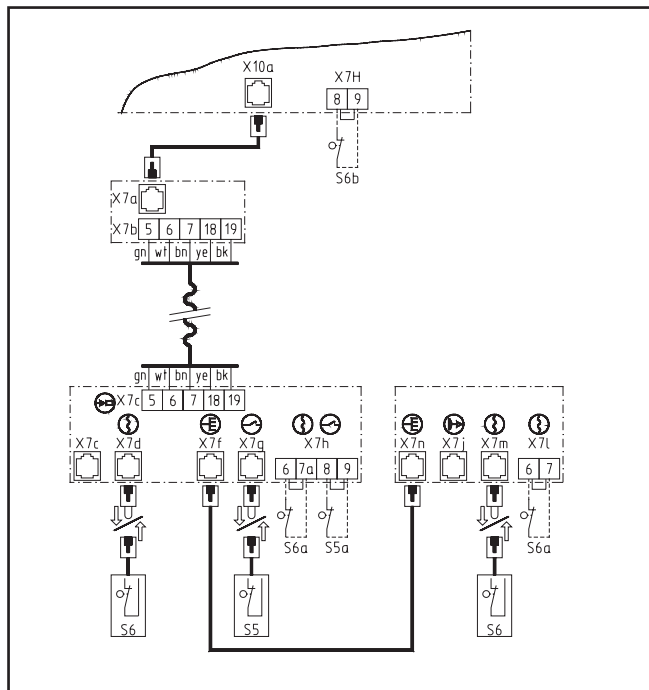 X10a
X7H
8 9
S6b
X7a
X7b 5 6 7 18 19
gn wt bn ye bk
gn wt bn ye bk
X7c 5 6 7 18 19
X7c X7d X7f X7g X7h X7n X7j X7m X7l
6 7a 8 9 6 7
S6a S5a S6a
S6 S5 S6